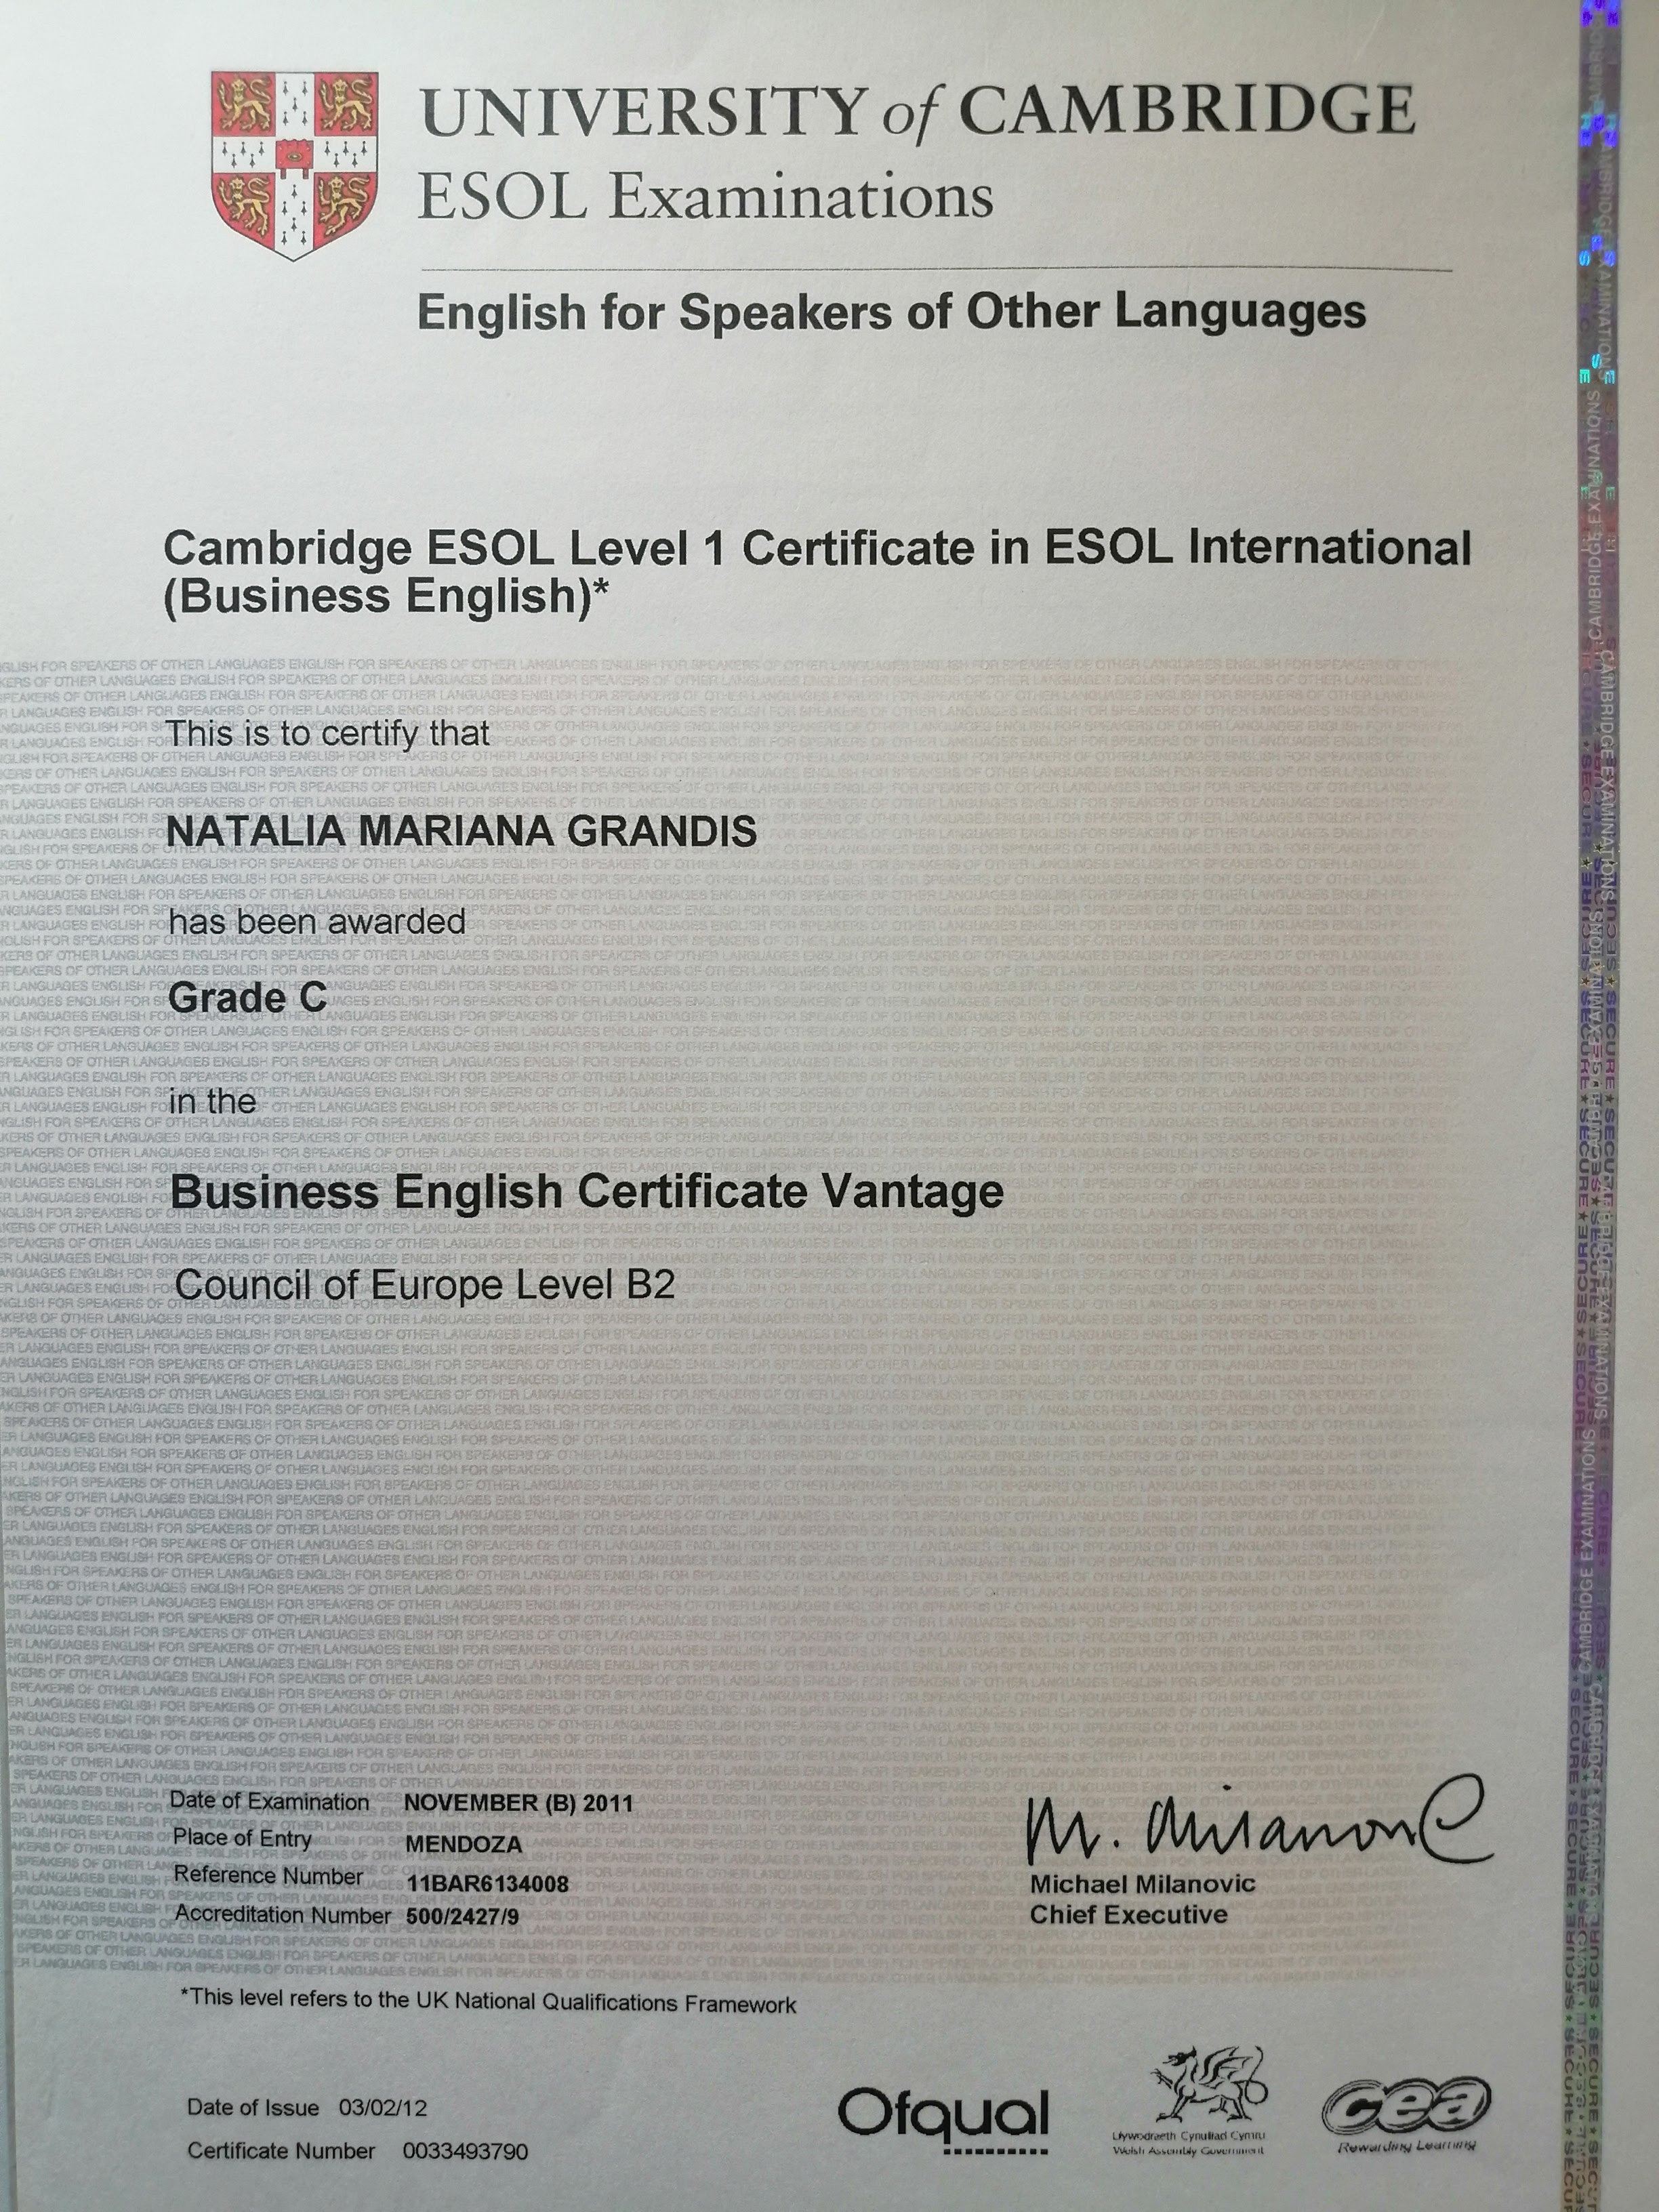 UNIVERSITY of CAMBRIDGE
ESOL Examinations
English for Speakers of Other Languages
Cambridge ESOL Level 1 Certificate in ESOL International
(Business English)*
This is to certify that
NATALIA MARIANA GRANDIS
has been awarded
Grade C
in the
Business English Certificate Vantage
Council of Europe Level B2
Date of Examination NOVEMBER (B) 2011
Place of Entry MENDOZA
Reference Number 11BAR6134008
Accreditation Number 500/2427/9
M. Milanovic
Michael Milanovic
Chief Executive
*This level refers to the UK National Qualifications Framework
Date of Issue 03/02/12
Certificate Number 0033493790
Ofqual
Llywodraeth Cynulliad Cymru
Welsh Assembly Government
cea
Rewarding Learning
CAMBRIDGE EXAMINATIONS
SECURE